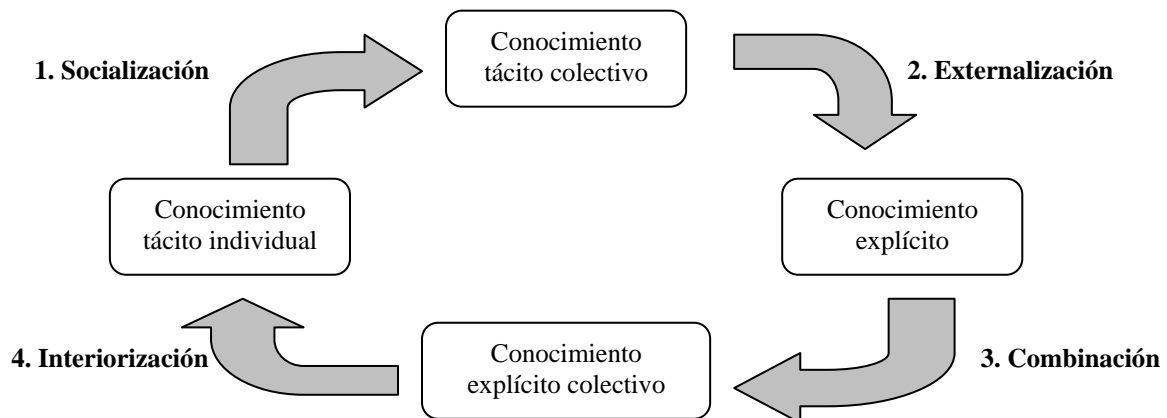 Conocimiento
tácito colectivo
1. Socialización
2. Externalización
Conocimiento
tácito individual
Conocimiento
explícito
Conocimiento
explícito colectivo
4. Interiorización
3. Combinación